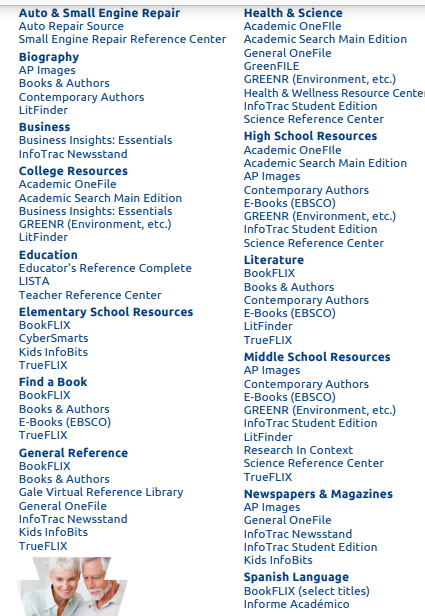 Auto & Small Engine Repair
Auto Repair Source
Small Engine Repair Reference Center
Biography
AP Images
Books & Authors
Contemporary Authors
LitFinder
Business
Business Insights: Essentials
InfoTrac Newsstand
College Resources
Academic OneFile
Academic Search Main Edition
Business Insights: Essentials
GREENR (Environment, etc.)
LitFinder
Education
Educator's Reference Complete
LISTA
Teacher Reference Center
Elementary School Resources
BookFLIX
CyberSmarts
Kids InfoBits
TrueFLIX
Find a Book
BookFLIX
Books & Authors
E-Books (EBSCO)
TrueFLIX
General Reference
BookFLIX
Books & Authors
Gale Virtual Reference Library
General OneFile
InfoTrac Newsstand
Kids InfoBits
TrueFLIX
Health & Science
Academic OneFile
Academic Search Main Edition
General OneFile
GreenFILE
GREENR (Environment, etc.)
Health & Wellness Resource Center
InfoTrac Student Edition
Science Reference Center
High School Resources
Academic OneFile
Academic Search Main Edition
AP Images
Contemporary Authors
E-Books (EBSCO)
GREENR (Environment, etc.)
InfoTrac Student Edition
Science Reference Center
Literature
BookFLIX
Books & Authors
Contemporary Authors
E-Books (EBSCO)
LitFinder
TrueFLIX
Middle School Resources
AP Images
Contemporary Authors
E-Books (EBSCO)
GREENR (Environment, etc.)
InfoTrac Student Edition
LitFinder
Research In Context
Science Reference Center
TrueFLIX
Newspapers & Magazines
AP Images
General OneFile
InfoTrac Newsstand
InfoTrac Student Edition
Kids InfoBits
Spanish Language
BookFLIX (select titles)
Informe Académico